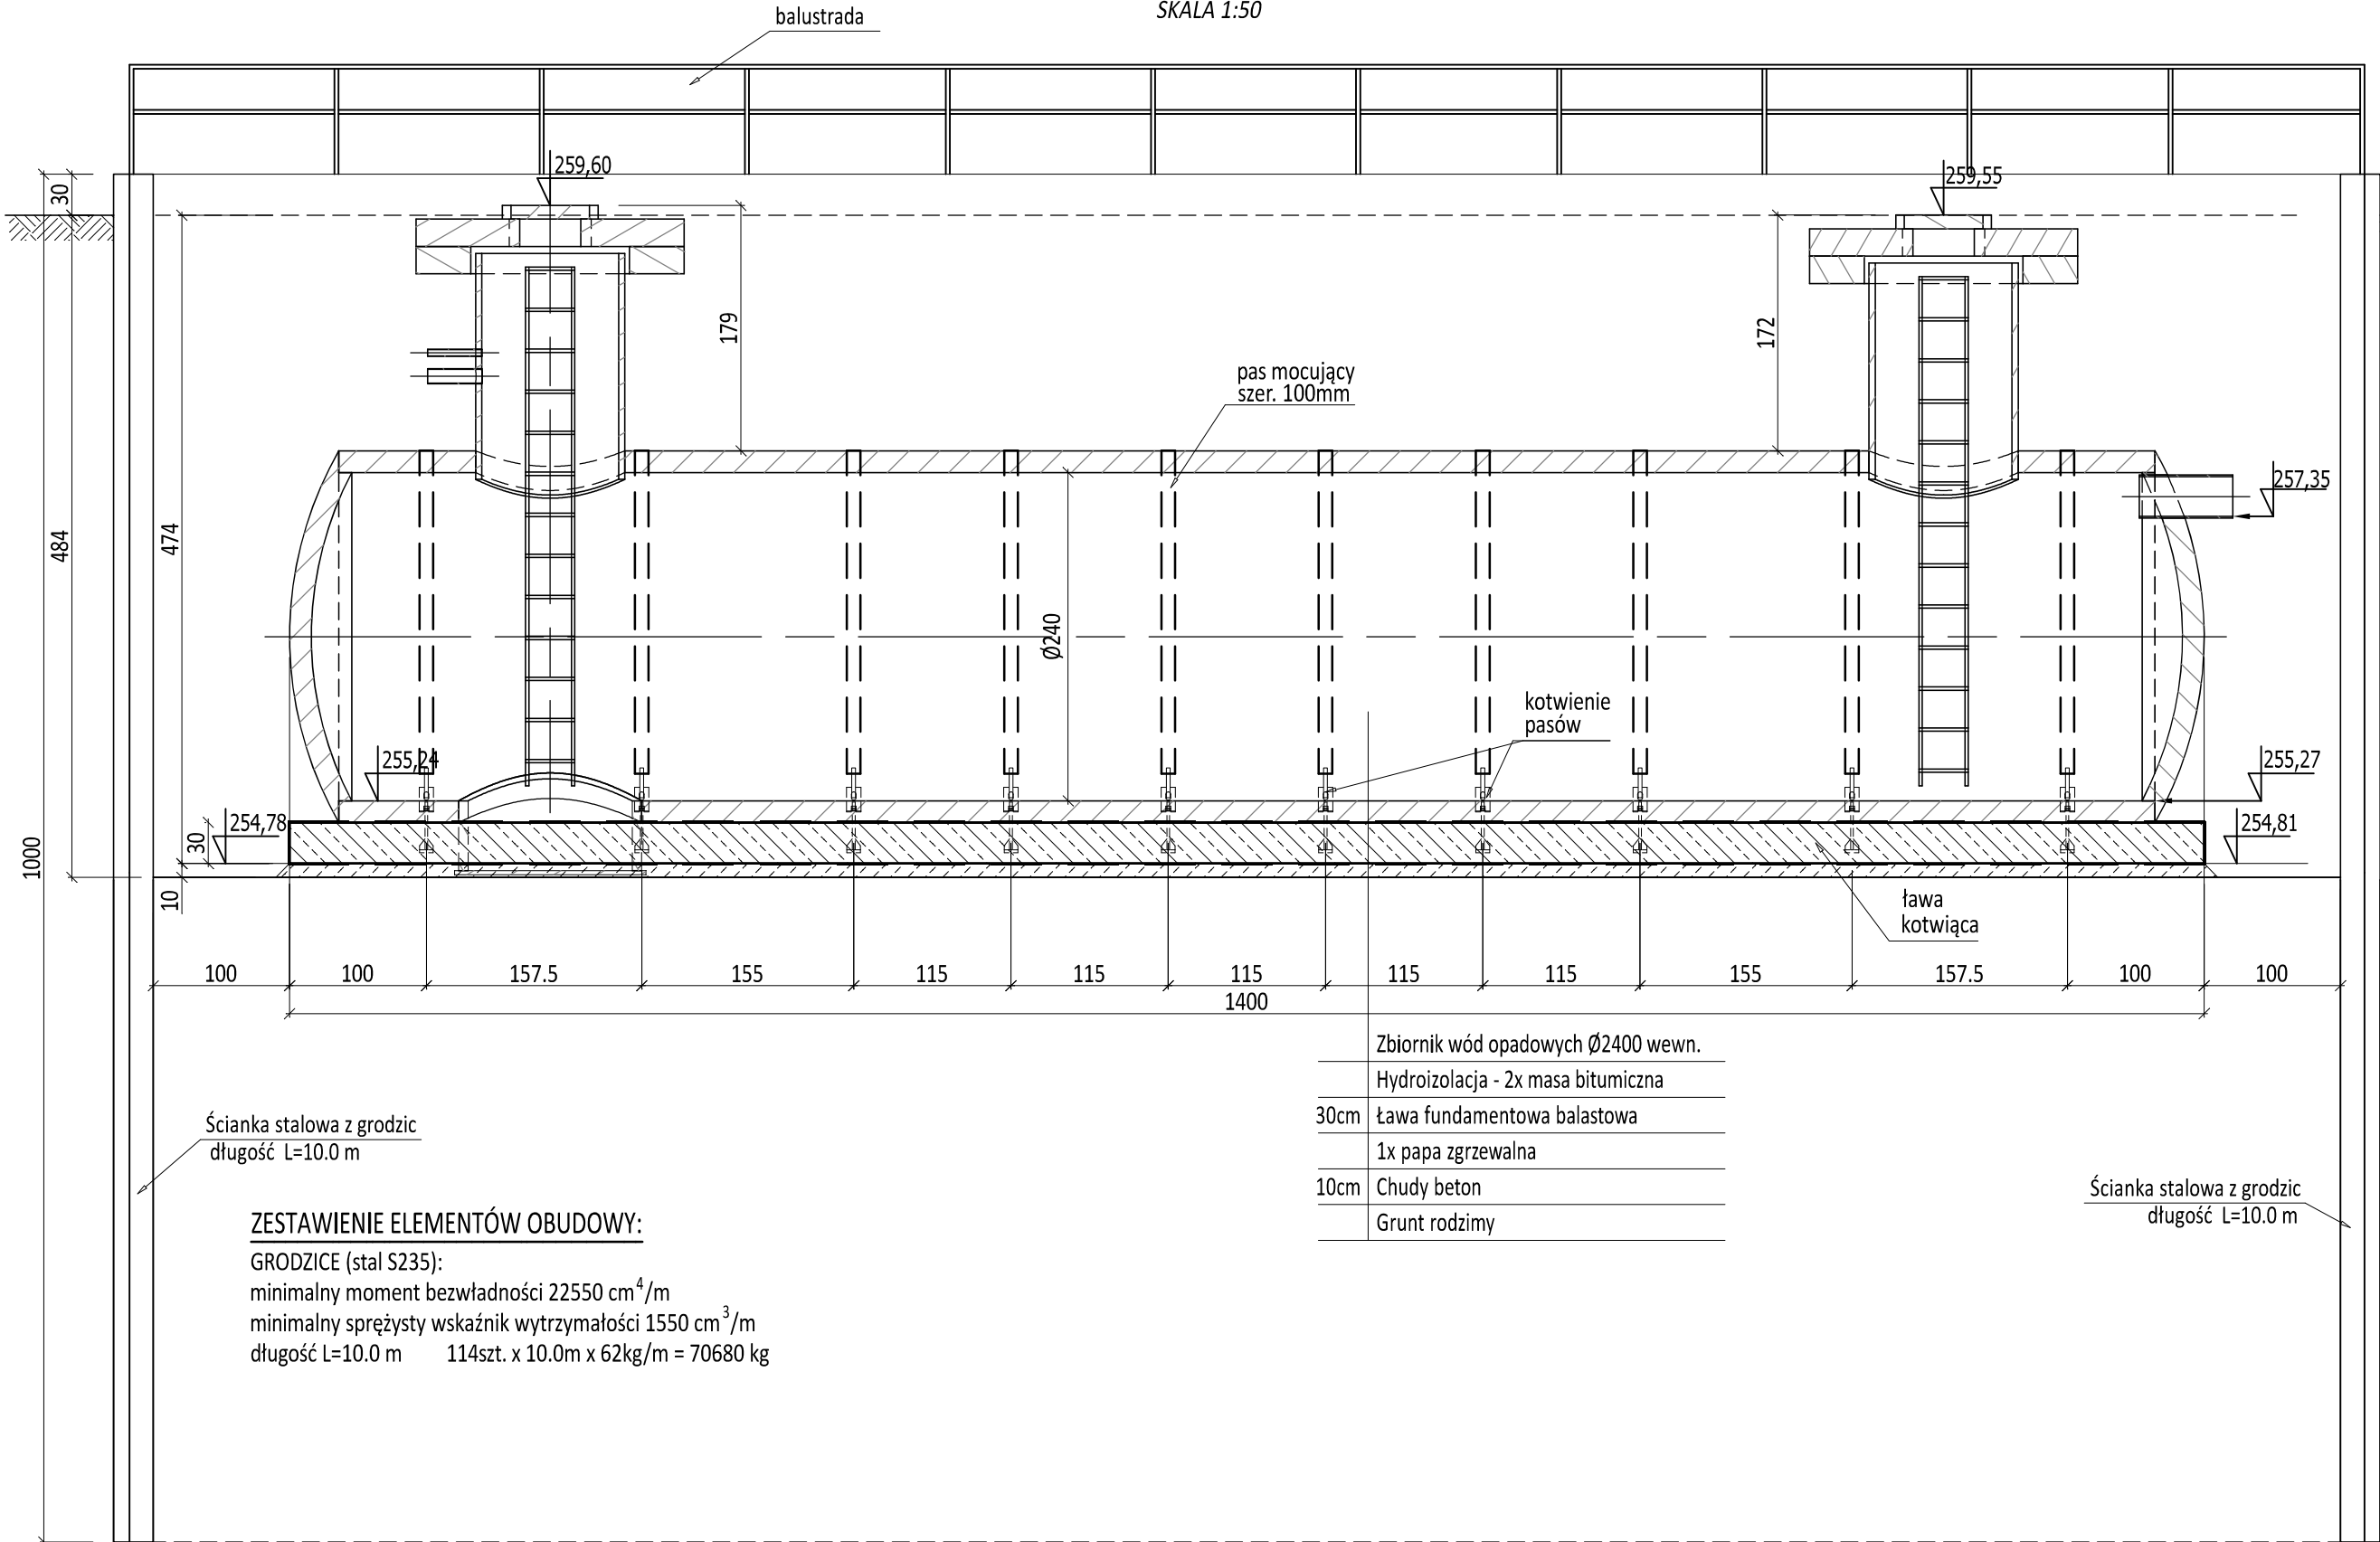 SKALA 1:50
balustrada
259,60
259,55
30
179
172
pas mocujący
szer. 100mm
257,35
484
474
Ø240
kotwienie
pasów
255,24
255,27
254,78
254,81
30
1000
10
ława
kotwiąca
100
100
157.5
155
115
115
115
115
115
155
157.5
100
100
1400
Zbiornik wód opadowych Ø2400 wewn.
Hydroizolacja - 2x masa bitumiczna
30cm Ława fundamentowa balastowa
1x papa zgrzewalna
10cm Chudy beton
Grunt rodzimy
Ścianka stalowa z grodzic
długość L=10.0 m
Ścianka stalowa z grodzic
długość L=10.0 m
ZESTAWIENIE ELEMENTÓW OBUDOWY:
GRODZICE (stal S235):
minimalny moment bezwładności 22550 cm⁴/m
minimalny sprężysty wskaźnik wytrzymałości 1550 cm³/m
długość L=10.0 m 114szt. x 10.0m x 62kg/m = 70680 kg